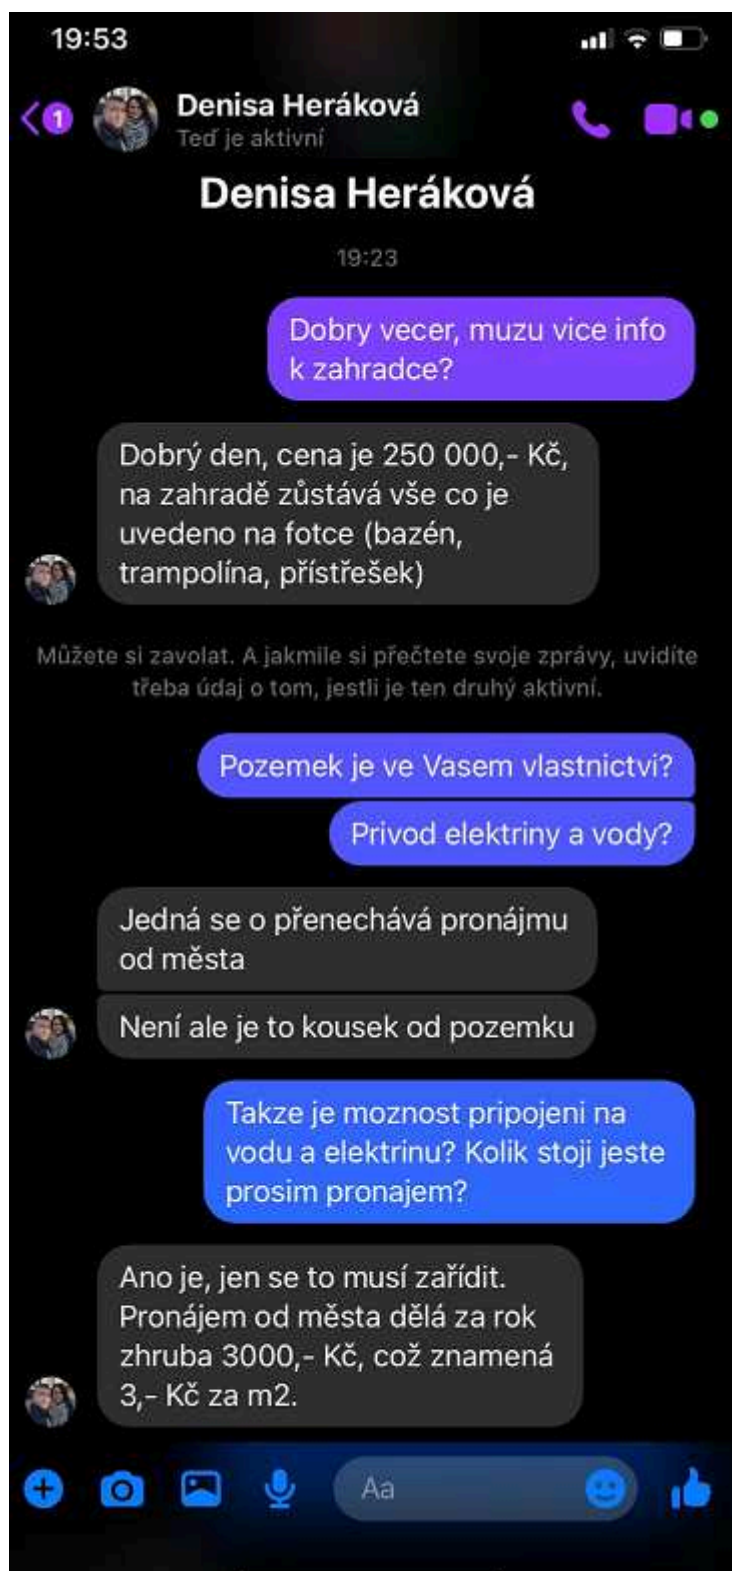 19:53
1
Denisa Heráková
Teď je aktivní
Denisa Heráková
19:23
Dobry vecer, muzu vice info
k zahradce?
Dobrý den, cena je 250 000,- Kč,
na zahradě zůstává vše co je
uvedeno na fotce (bazén,
trampolína, přístřešek)
Můžete si zavolat. A jakmile si přečtete svoje zprávy, uvidíte
třeba údaj o tom, jestli je ten druhý aktivní.
Pozemek je ve Vasem vlastnictvi?
Privod elektriny a vody?
Jedná se o přenechává pronájmu
od města
Není ale je to kousek od pozemku
Takze je moznost pripojeni na
vodu a elektrinu? Kolik stoji jeste
prosim pronajem?
Ano je, jen se to musí zařídit.
Pronájem od města dělá za rok
zhruba 3000,- Kč, což znamená
3,- Kč za m2.
Aa